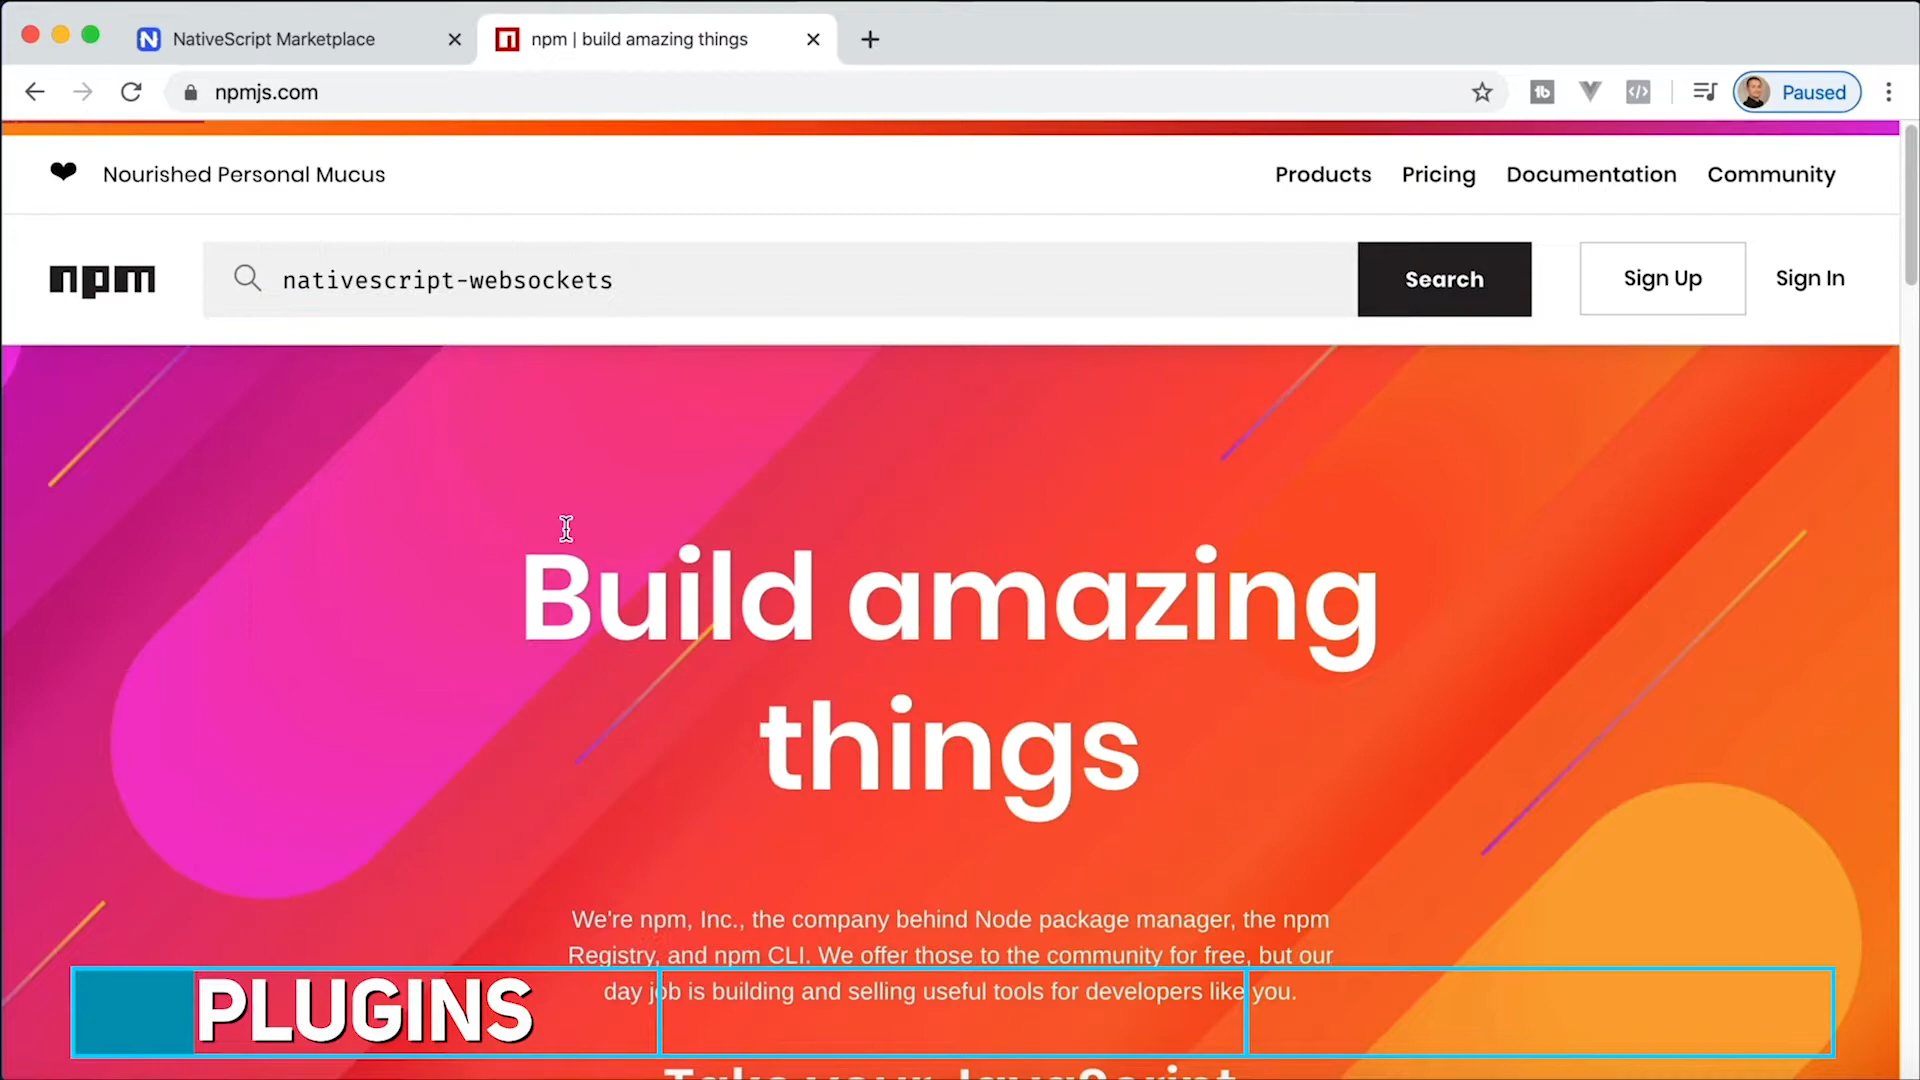 NativeScript Marketplace
npm | build amazing things
npmjs.com
Paused
Nourished Personal Mucus
Products
Pricing
Documentation
Community
npm
nativescript-websockets
Search
Sign Up
Sign In
Build amazing
things
We're npm, Inc., the company behind Node package manager, the npm
Registry, and npm CLI. We offer those to the community for free, but our
day job is building and selling useful tools for developers like you.
PLUGINS
Take your JavaScript